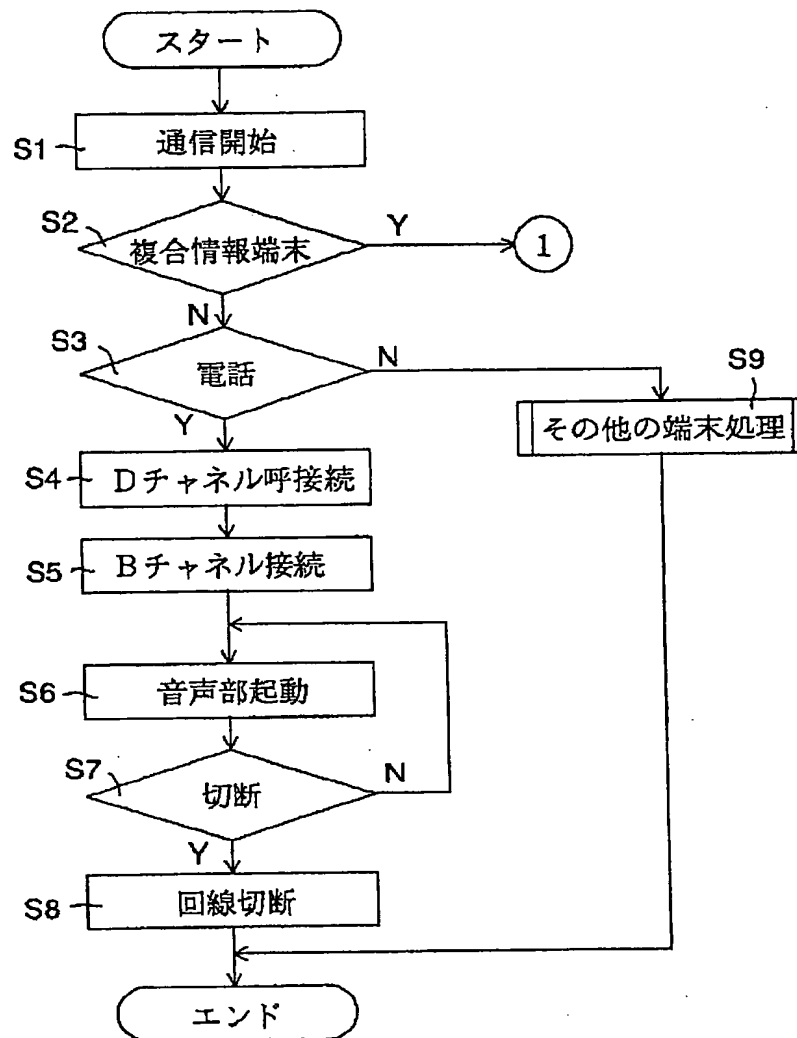 スタート
S1
通信開始
S2
複合情報端末
Y
1
N
S3
電話
N
S9
その他の端末処理
Y
S4
Dチャネル呼接続
S5
Bチャネル接続
S6
音声部起動
S7
切断
N
Y
S8
回線切断
エンド